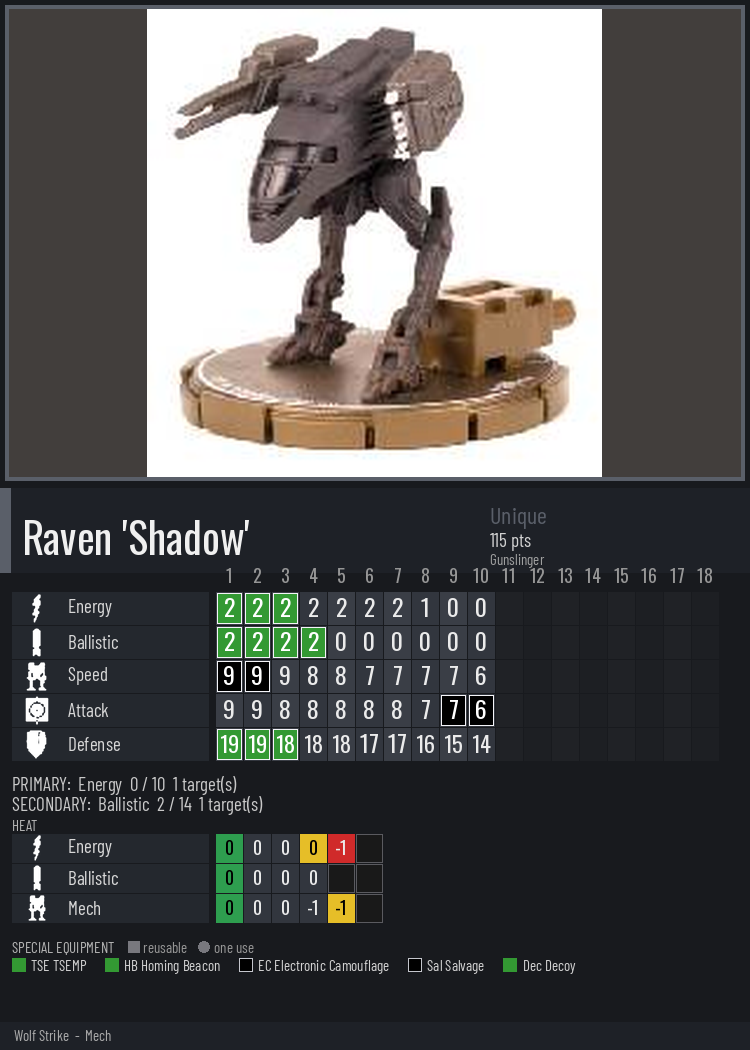 Raven 'Shadow'
Unique
115 pts
Gunslinger
1 2 3 4 5 6 7 8 9 10 11 12 13 14 15 16 17 18
Energy 2 2 2 2 2 2 2 1 0 0
Ballistic 2 2 2 2 0 0 0 0 0 0
Speed 9 9 9 8 8 7 7 7 7 6
Attack 9 9 8 8 8 8 8 7 7 6
Defense 19 19 18 18 18 17 17 16 15 14
PRIMARY: Energy 0 / 10 1 target(s)
SECONDARY: Ballistic 2 / 14 1 target(s)
HEAT
Energy 0 0 0 0 -1
Ballistic 0 0 0 0
Mech 0 0 0 -1 -1
SPECIAL EQUIPMENT reusable one use
TSE TSEMP HB Homing Beacon EC Electronic Camouflage Sal Salvage Dec Decoy
Wolf Strike - Mech